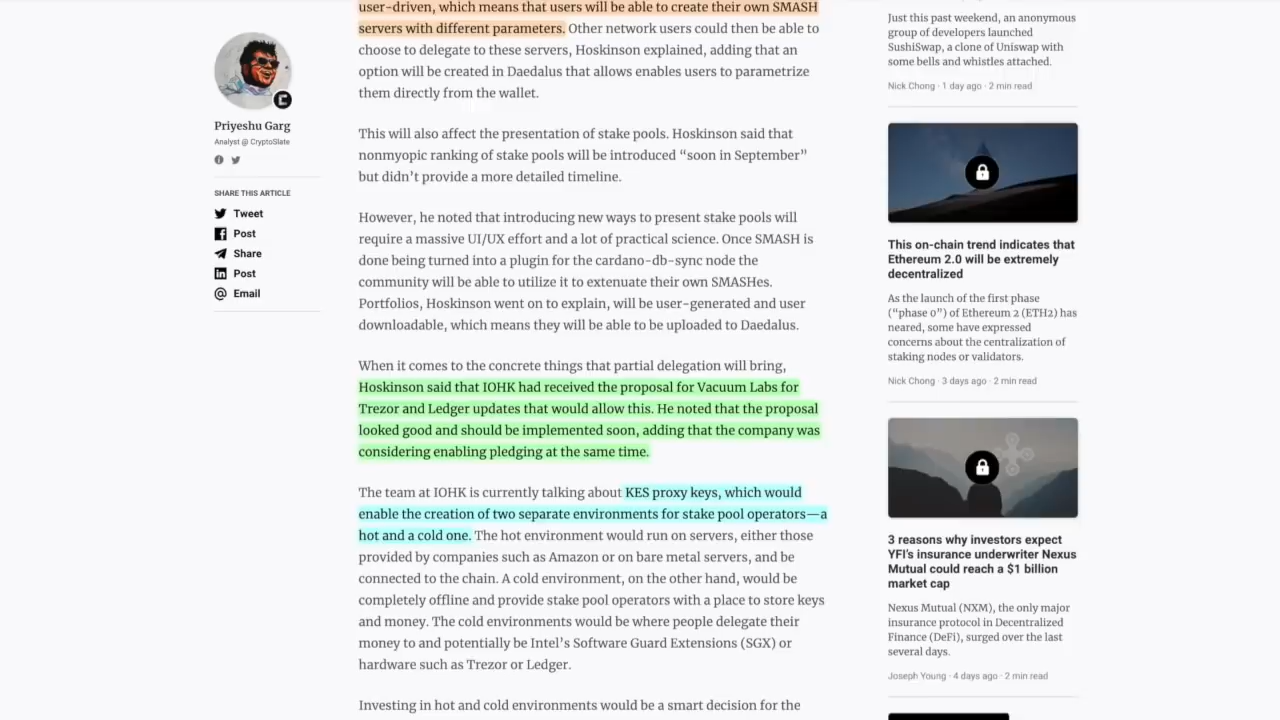 Priyeshu Garg
Analyst @ CryptoSlate
SHARE THIS ARTICLE
Tweet
Post
Share
Post
Email
user-driven, which means that users will be able to create their own SMASH
servers with different parameters. Other network users could then be able to
choose to delegate to these servers, Hoskinson explained, adding that an
option will be created in Daedalus that allows enables users to parametrize
them directly from the wallet.
This will also affect the presentation of stake pools. Hoskinson said that
nonmyopic ranking of stake pools will be introduced “soon in September”
but didn’t provide a more detailed timeline.
However, he noted that introducing new ways to present stake pools will
require a massive UI/UX effort and a lot of practical science. Once SMASH is
done being turned into a plugin for the cardano-db-sync node the
community will be able to utilize it to extenuate their own SMASHes.
Portfolios, Hoskinson went on to explain, will be user-generated and user
downloadable, which means they will be able to be uploaded to Daedalus.
When it comes to the concrete things that partial delegation will bring,
Hoskinson said that IOHK had received the proposal for Vacuum Labs for
Trezor and Ledger updates that would allow this. He noted that the proposal
looked good and should be implemented soon, adding that the company was
considering enabling pledging at the same time.
The team at IOHK is currently talking about KES proxy keys, which would
enable the creation of two separate environments for stake pool operators—a
hot and a cold one. The hot environment would run on servers, either those
provided by companies such as Amazon or on bare metal servers, and be
connected to the chain. A cold environment, on the other hand, would be
completely offline and provide stake pool operators with a place to store keys
and money. The cold environments would be where people delegate their
money to and potentially be Intel’s Software Guard Extensions (SGX) or
hardware such as Trezor or Ledger.
Investing in hot and cold environments would be a smart decision for the
Just this past weekend, an anonymous
group of developers launched
SushiSwap, a clone of Uniswap with
some bells and whistles attached.
Nick Chong · 1 day ago · 2 min read
This on-chain trend indicates that
Ethereum 2.0 will be extremely
decentralized
As the launch of the first phase
(“phase 0”) of Ethereum 2 (ETH2) has
neared, some have expressed
concerns about the centralization of
staking nodes or validators.
Nick Chong · 3 days ago · 2 min read
3 reasons why investors expect
YFI’s insurance underwriter Nexus
Mutual could reach a $1 billion
market cap
Nexus Mutual (NXM), the only major
insurance protocol in Decentralized
Finance (DeFi), surged over the last
several days.
Joseph Young · 4 days ago · 2 min read